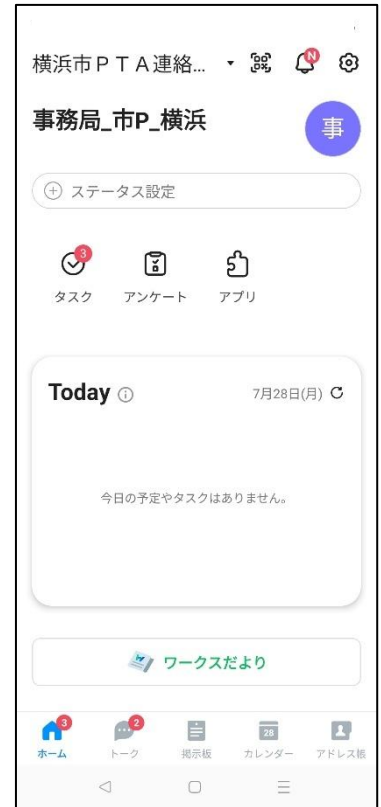 横浜市ＰＴＡ連絡...
N
事務局_市P_横浜
事
ステータス設定
3
タスク アンケート アプリ
Today 7月28日(月)
今日の予定やタスクはありません。
ワークスだより
3 2 28
ホーム トーク 掲示板 カレンダー アドレス帳